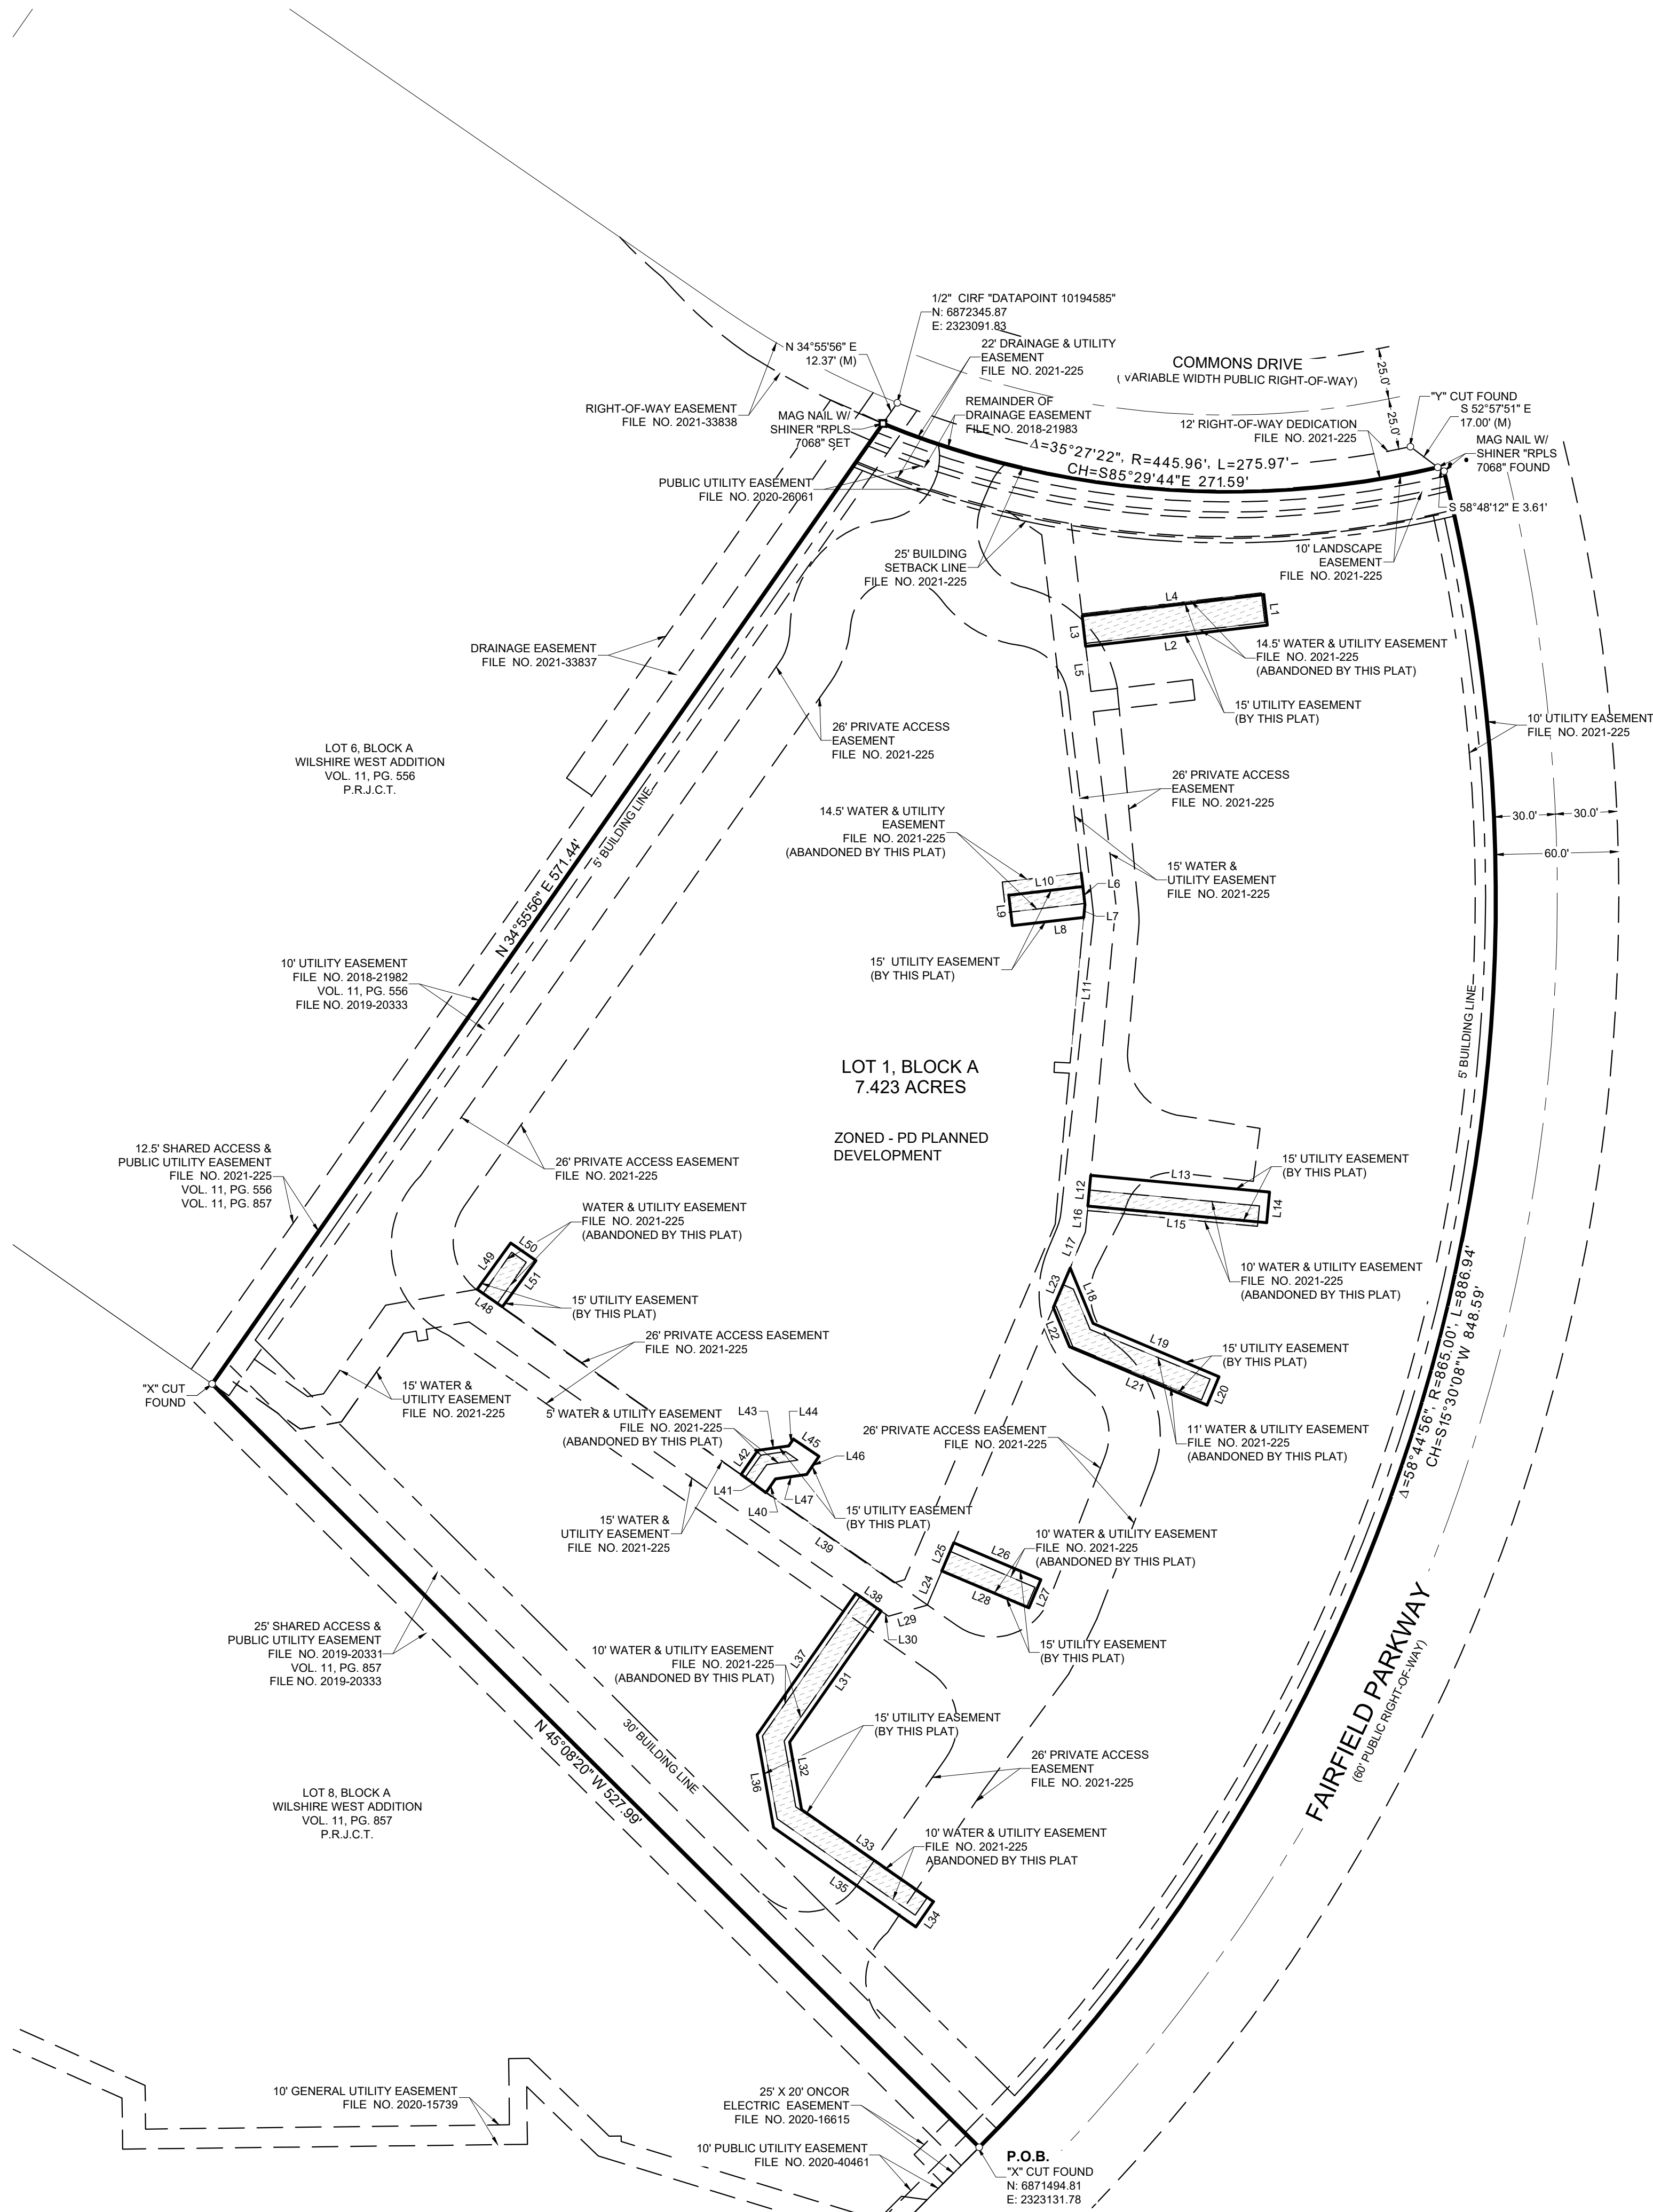 1/2" CIRF "DATAPOINT 10194585"
N: 6872345.87
E: 2323091.83
N 34°55'56" E
12.37' (M)
22' DRAINAGE & UTILITY
EASEMENT
FILE NO. 2021-225
COMMONS DRIVE
( VARIABLE WIDTH PUBLIC RIGHT-OF-WAY)
25.0'
25.0'
"Y" CUT FOUND
S 52°57'51" E
17.00' (M)
RIGHT-OF-WAY EASEMENT
FILE NO. 2021-33838
MAG NAIL W/
SHINER "RPLS
7068" SET
REMAINDER OF
DRAINAGE EASEMENT
FILE NO. 2018-21983
12' RIGHT-OF-WAY DEDICATION
FILE NO. 2021-225
MAG NAIL W/
SHINER "RPLS
7068" FOUND
Δ=35°27'22", R=445.96', L=275.97'
CH=S85°29'44"E 271.59'
PUBLIC UTILITY EASEMENT
FILE NO. 2020-26061
S 58°48'12" E 3.61'
25' BUILDING
SETBACK LINE
FILE NO. 2021-225
10' LANDSCAPE
EASEMENT
FILE NO. 2021-225
L4
L1
L3
L2
L5
DRAINAGE EASEMENT
FILE NO. 2021-33837
14.5' WATER & UTILITY EASEMENT
FILE NO. 2021-225
(ABANDONED BY THIS PLAT)
15' UTILITY EASEMENT
(BY THIS PLAT)
26' PRIVATE ACCESS
EASEMENT
FILE NO. 2021-225
10' UTILITY EASEMENT
FILE NO. 2021-225
LOT 6, BLOCK A
WILSHIRE WEST ADDITION
VOL. 11, PG. 556
P.R.J.C.T.
26' PRIVATE ACCESS
EASEMENT
FILE NO. 2021-225
5' BUILDING LINE
14.5' WATER & UTILITY
EASEMENT
FILE NO. 2021-225
(ABANDONED BY THIS PLAT)
30.0'
30.0'
60.0'
15' WATER &
UTILITY EASEMENT
FILE NO. 2021-225
L10
L6
L9
L7
L8
N 34°55'56" E 571.44'
15' UTILITY EASEMENT
(BY THIS PLAT)
L11
10' UTILITY EASEMENT
FILE NO. 2018-21982
VOL. 11, PG. 556
FILE NO. 2019-20333
5' BUILDING LINE
LOT 1, BLOCK A
7.423 ACRES
ZONED - PD PLANNED
DEVELOPMENT
12.5' SHARED ACCESS &
PUBLIC UTILITY EASEMENT
FILE NO. 2021-225
VOL. 11, PG. 556
VOL. 11, PG. 857
26' PRIVATE ACCESS EASEMENT
FILE NO. 2021-225
15' UTILITY EASEMENT
(BY THIS PLAT)
L13
L12
L14
L16
L15
WATER & UTILITY EASEMENT
FILE NO. 2021-225
(ABANDONED BY THIS PLAT)
L50
L49
L51
L48
L17
10' WATER & UTILITY EASEMENT
FILE NO. 2021-225
(ABANDONED BY THIS PLAT)
15' UTILITY EASEMENT
(BY THIS PLAT)
L23
L18
L22
L19
L21
L20
26' PRIVATE ACCESS EASEMENT
FILE NO. 2021-225
15' UTILITY EASEMENT
(BY THIS PLAT)
Δ=58°44'56", R=865.00', L=886.94'
CH=S15°30'08"W 848.59'
"X" CUT
FOUND
15' WATER &
UTILITY EASEMENT
FILE NO. 2021-225
5' WATER & UTILITY EASEMENT
FILE NO. 2021-225
(ABANDONED BY THIS PLAT)
L43
L44
L45
L42
L46
L41
L47
L40
26' PRIVATE ACCESS EASEMENT
FILE NO. 2021-225
11' WATER & UTILITY EASEMENT
FILE NO. 2021-225
(ABANDONED BY THIS PLAT)
15' UTILITY EASEMENT
(BY THIS PLAT)
15' WATER &
UTILITY EASEMENT
FILE NO. 2021-225
L39
10' WATER & UTILITY EASEMENT
FILE NO. 2021-225
(ABANDONED BY THIS PLAT)
L25
L26
L24
L28
L27
L38
L29
L30
25' SHARED ACCESS &
PUBLIC UTILITY EASEMENT
FILE NO. 2019-20331
VOL. 11, PG. 857
FILE NO. 2019-20333
10' WATER & UTILITY EASEMENT
FILE NO. 2021-225
(ABANDONED BY THIS PLAT)
15' UTILITY EASEMENT
(BY THIS PLAT)
L37
L31
FAIRFIELD PARKWAY
(60' PUBLIC RIGHT-OF-WAY)
15' UTILITY EASEMENT
(BY THIS PLAT)
30' BUILDING LINE
N 45°08'20" W 527.99'
26' PRIVATE ACCESS
EASEMENT
FILE NO. 2021-225
L32
L36
LOT 8, BLOCK A
WILSHIRE WEST ADDITION
VOL. 11, PG. 857
P.R.J.C.T.
10' WATER & UTILITY EASEMENT
FILE NO. 2021-225
ABANDONED BY THIS PLAT
L33
L35
L34
10' GENERAL UTILITY EASEMENT
FILE NO. 2020-15739
25' X 20' ONCOR
ELECTRIC EASEMENT
FILE NO. 2020-16615
10' PUBLIC UTILITY EASEMENT
FILE NO. 2020-40461
P.O.B.
"X" CUT FOUND
N: 6871494.81
E: 2323131.78